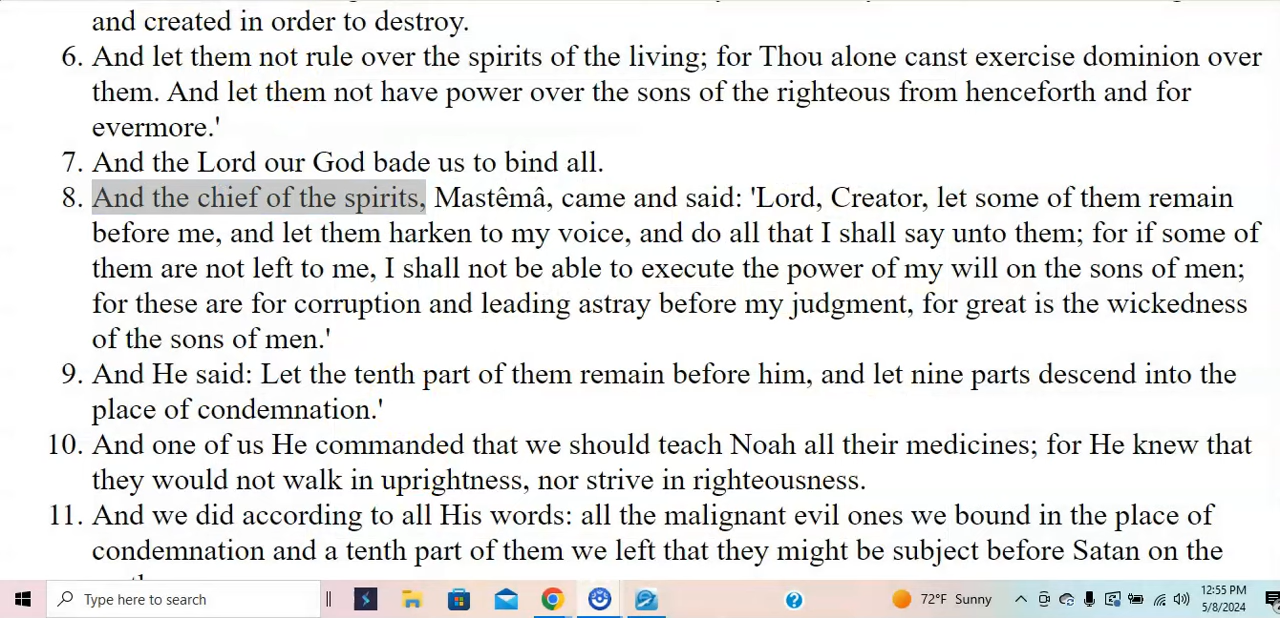 and created in order to destroy.
6. And let them not rule over the spirits of the living; for Thou alone canst exercise dominion over
them. And let them not have power over the sons of the righteous from henceforth and for
evermore.'
7. And the Lord our God bade us to bind all.
8. And the chief of the spirits, Mastêmâ, came and said: 'Lord, Creator, let some of them remain
before me, and let them harken to my voice, and do all that I shall say unto them; for if some of
them are not left to me, I shall not be able to execute the power of my will on the sons of men;
for these are for corruption and leading astray before my judgment, for great is the wickedness
of the sons of men.'
9. And He said: Let the tenth part of them remain before him, and let nine parts descend into the
place of condemnation.'
10. And one of us He commanded that we should teach Noah all their medicines; for He knew that
they would not walk in uprightness, nor strive in righteousness.
11. And we did according to all His words: all the malignant evil ones we bound in the place of
condemnation and a tenth part of them we left that they might be subject before Satan on the
Type here to search
72°F Sunny
12:55 PM
5/8/2024